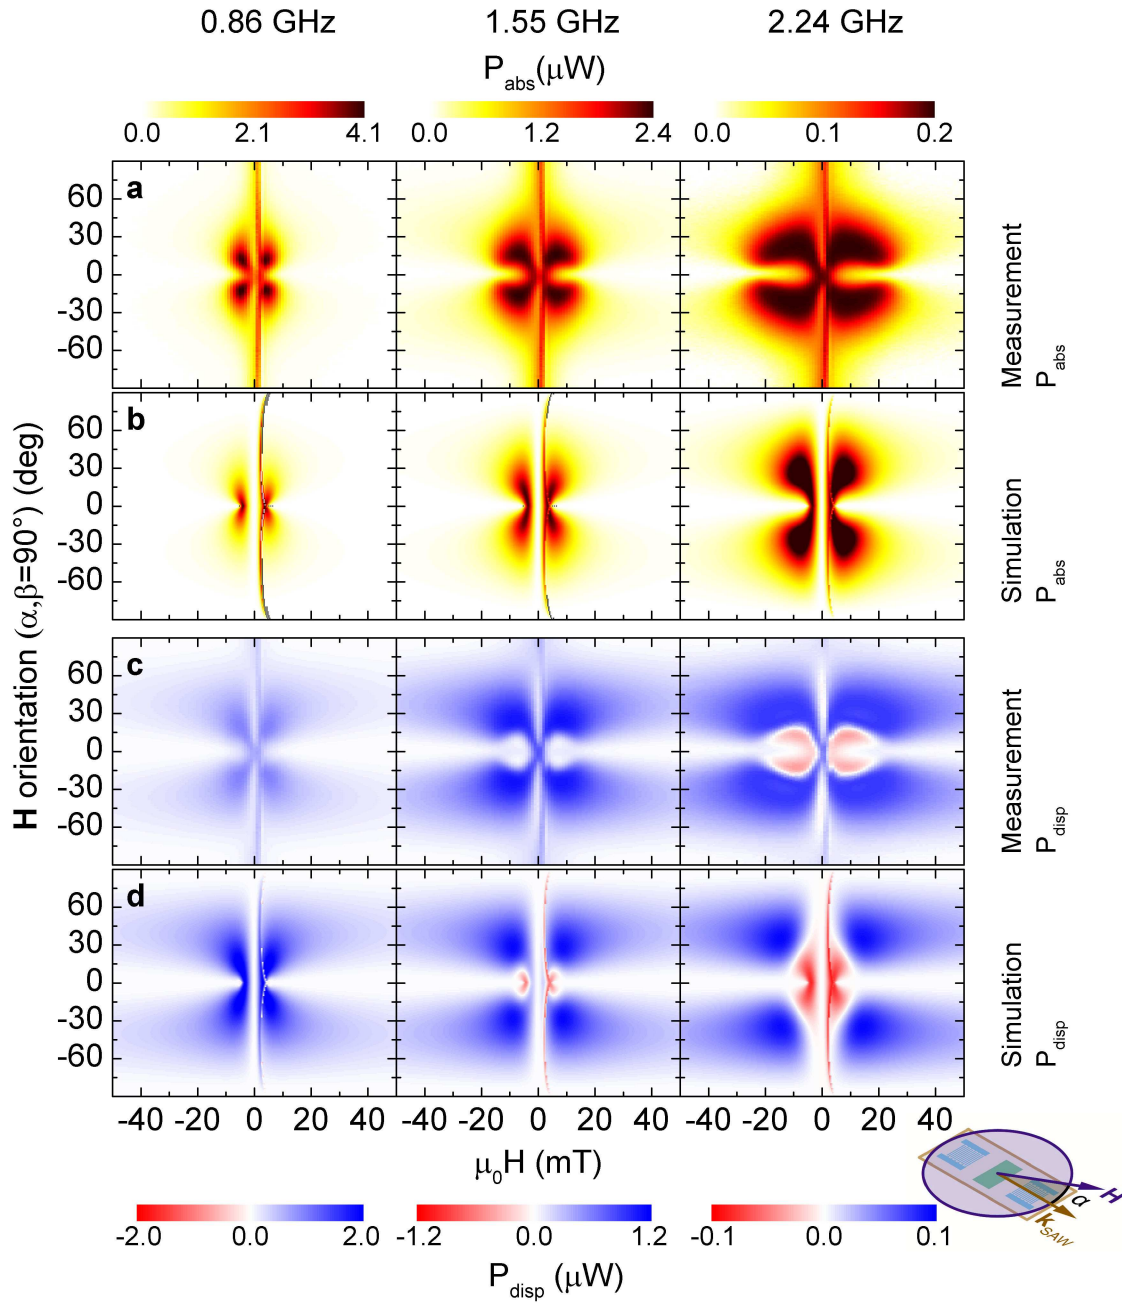 0.86 GHz 1.55 GHz 2.24 GHz
P_abs(μW)
0.0 2.1 4.1 0.0 1.2 2.4 0.0 0.1 0.2
a
60
30
0
-30
-60
Measurement
P_abs
b
60
30
0
-30
-60
Simulation
P_abs
H orientation (α,β=90°) (deg)
c
60
30
0
-30
-60
Measurement
P_disp
d
60
30
0
-30
-60
Simulation
P_disp
-40 -20 0 20 40 -40 -20 0 20 40 -40 -20 0 20 40
μ₀H (mT)
H
α
k_SAW
-2.0 0.0 2.0 -1.2 0.0 1.2 -0.1 0.0 0.1
P_disp (μW)